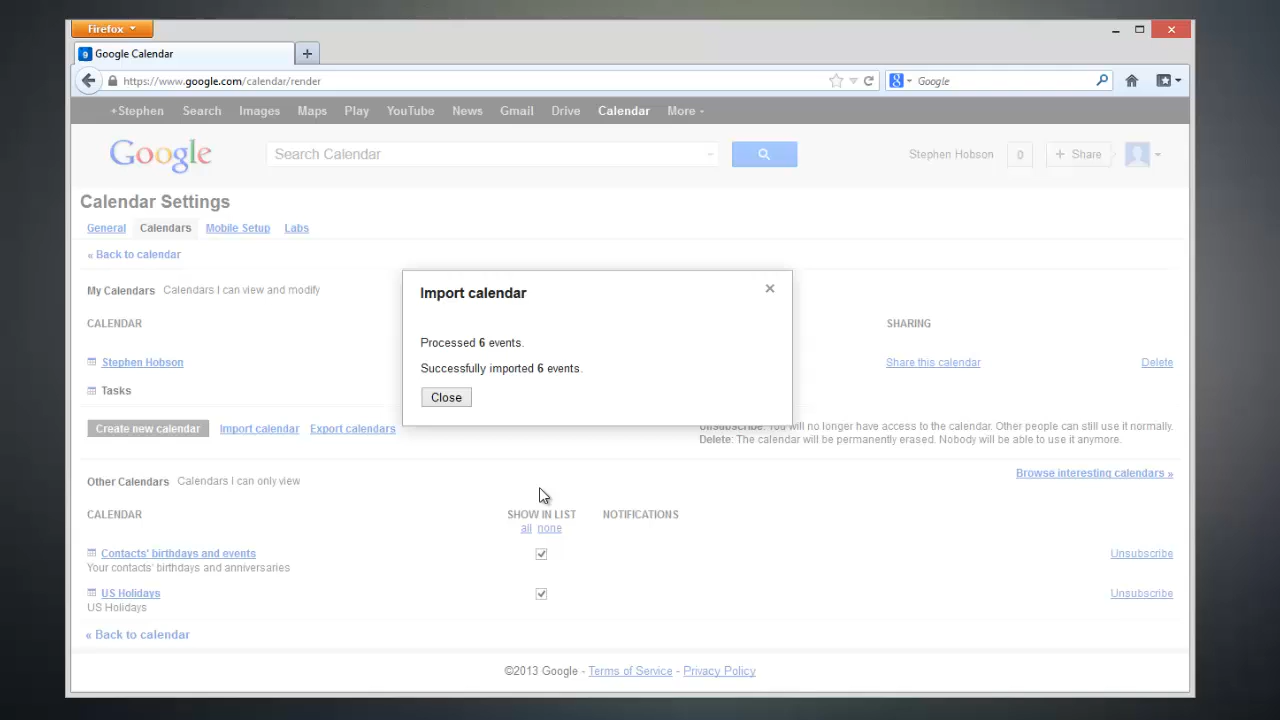 Firefox
Google Calendar
+
https://www.google.com/calendar/render
Google
+Stephen Search Images Maps Play YouTube News Gmail Drive Calendar More
Google
Search Calendar
Stephen Hobson
0
+ Share
Calendar Settings
General Calendars Mobile Setup Labs
« Back to calendar
My Calendars Calendars I can view and modify
Import calendar
Processed 6 events.
Successfully imported 6 events.
Close
CALENDAR
SHARING
Stephen Hobson
Share this calendar
Delete
Tasks
Create new calendar
Import calendar
Export calendars
Unsubscribe: You will no longer have access to the calendar. Other people can still use it normally.
Delete: The calendar will be permanently erased. Nobody will be able to use it anymore.
Browse interesting calendars »
Other Calendars Calendars I can only view
CALENDAR
SHOW IN LIST
all none
NOTIFICATIONS
Contacts' birthdays and events
Your contacts' birthdays and anniversaries
Unsubscribe
US Holidays
US Holidays
Unsubscribe
« Back to calendar
©2013 Google - Terms of Service - Privacy Policy